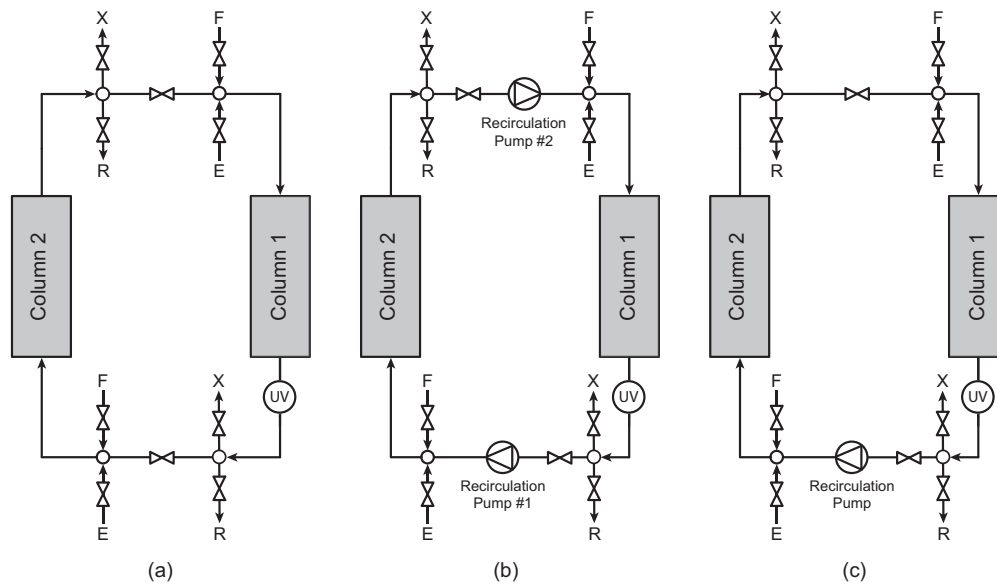 X
F
R
E
Column 2
Column 1
UV
F
X
E
R
(a)
X
F
Recirculation
Pump #2
R
E
Column 2
Column 1
UV
F
X
Recirculation
Pump #1
E
R
(b)
X
F
R
E
Column 2
Column 1
UV
F
X
Recirculation
Pump
E
R
(c)